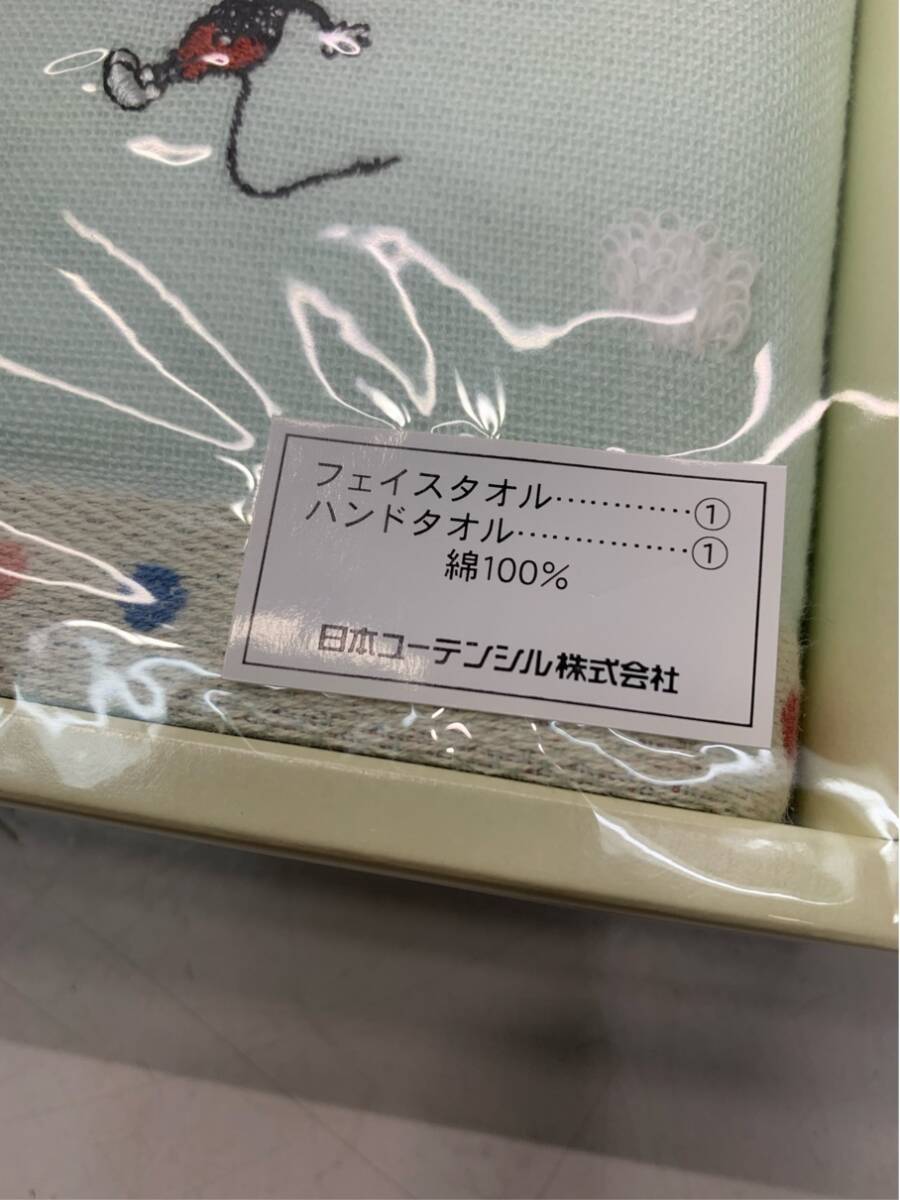 フェイスタオル…………①
ハンドタオル……………①
綿100%
日本ユーテンシル株式会社